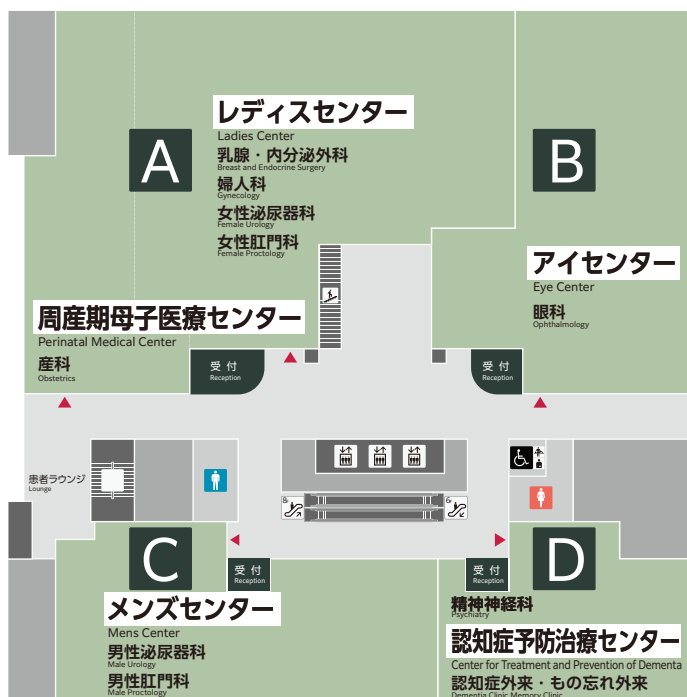 A
レディスセンター
Ladies Center
乳腺・内分泌外科
Breast and Endocrine Surgery
婦人科
Gynecology
女性泌尿器科
Female Urology
女性肛門科
Female Proctology
B
アイセンター
Eye Center
眼科
Ophthalmology
周産期母子医療センター
Perinatal Medical Center
産科
Obstetrics
受付
Reception
受付
Reception
患者ラウンジ
Lounge
C
受付
Reception
メンズセンター
Mens Center
男性泌尿器科
Male Urology
男性肛門科
Male Proctology
受付
Reception
D
精神神経科
Psychiatry
認知症予防治療センター
Center for Treatment and Prevention of Dementia
認知症外来・もの忘れ外来
Dementia Clinic Memory Clinic